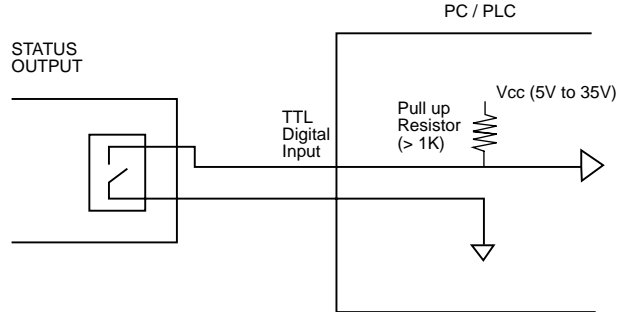 PC / PLC
STATUS
OUTPUT
Vcc (5V to 35V)
Pull up
Resistor
(> 1K)
TTL
Digital
Input